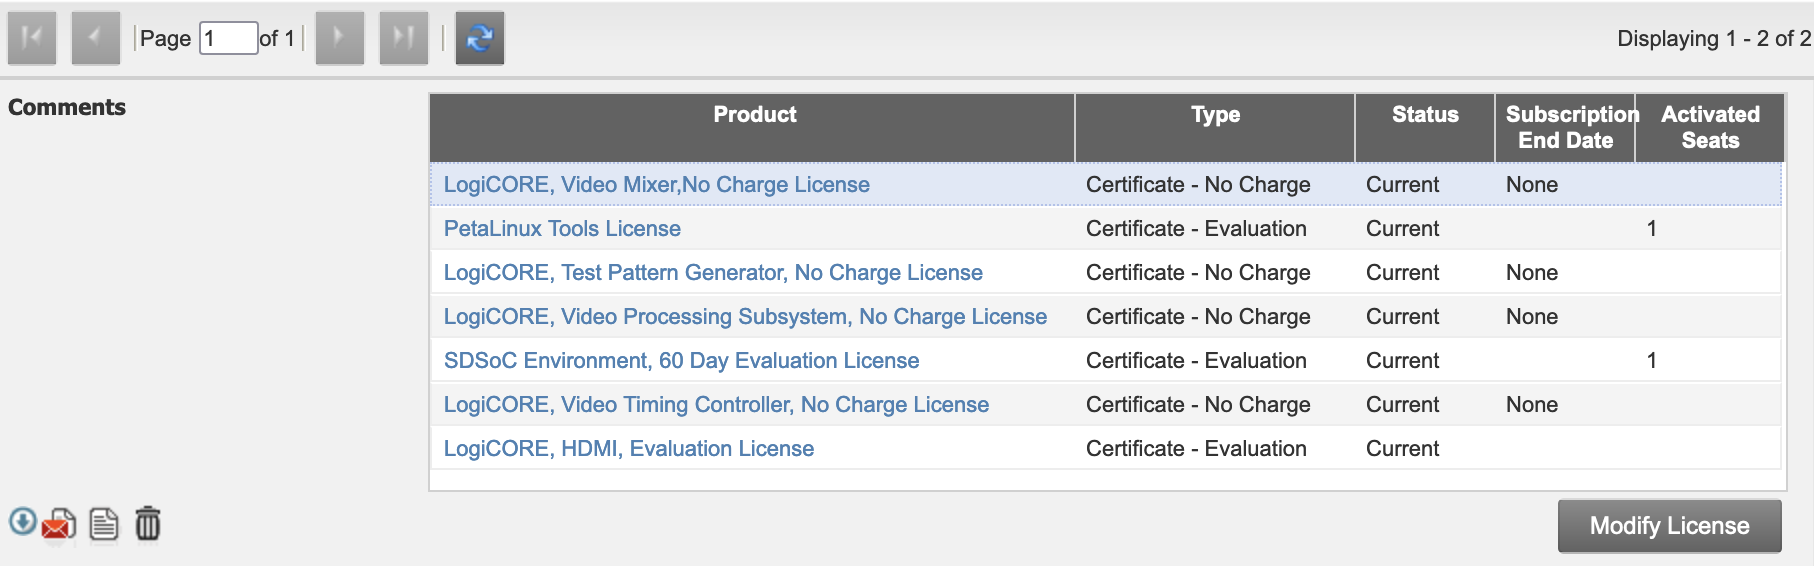 Page 1 of 1 Displaying 1 - 2 of 2
Comments
Product Type Status Subscription End Date Activated Seats
LogiCORE, Video Mixer,No Charge License Certificate - No Charge Current None
PetaLinux Tools License Certificate - Evaluation Current 1
LogiCORE, Test Pattern Generator, No Charge License Certificate - No Charge Current None
LogiCORE, Video Processing Subsystem, No Charge License Certificate - No Charge Current None
SDSoC Environment, 60 Day Evaluation License Certificate - Evaluation Current 1
LogiCORE, Video Timing Controller, No Charge License Certificate - No Charge Current None
LogiCORE, HDMI, Evaluation License Certificate - Evaluation Current
Modify License